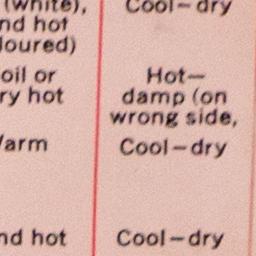 (white), Cool—dry
nd hot
loured)
oil or Hot—
ry hot damp (on
wrong side,
arm Cool—dry
nd hot Cool—dry